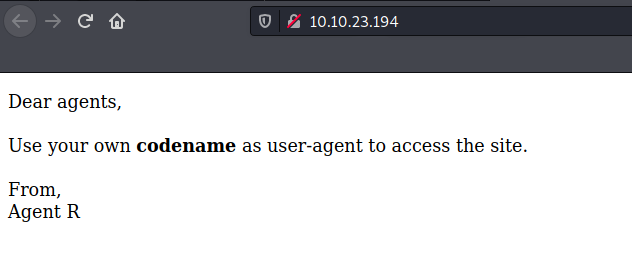 10.10.23.194
Dear agents,
Use your own codename as user-agent to access the site.
From,
Agent R